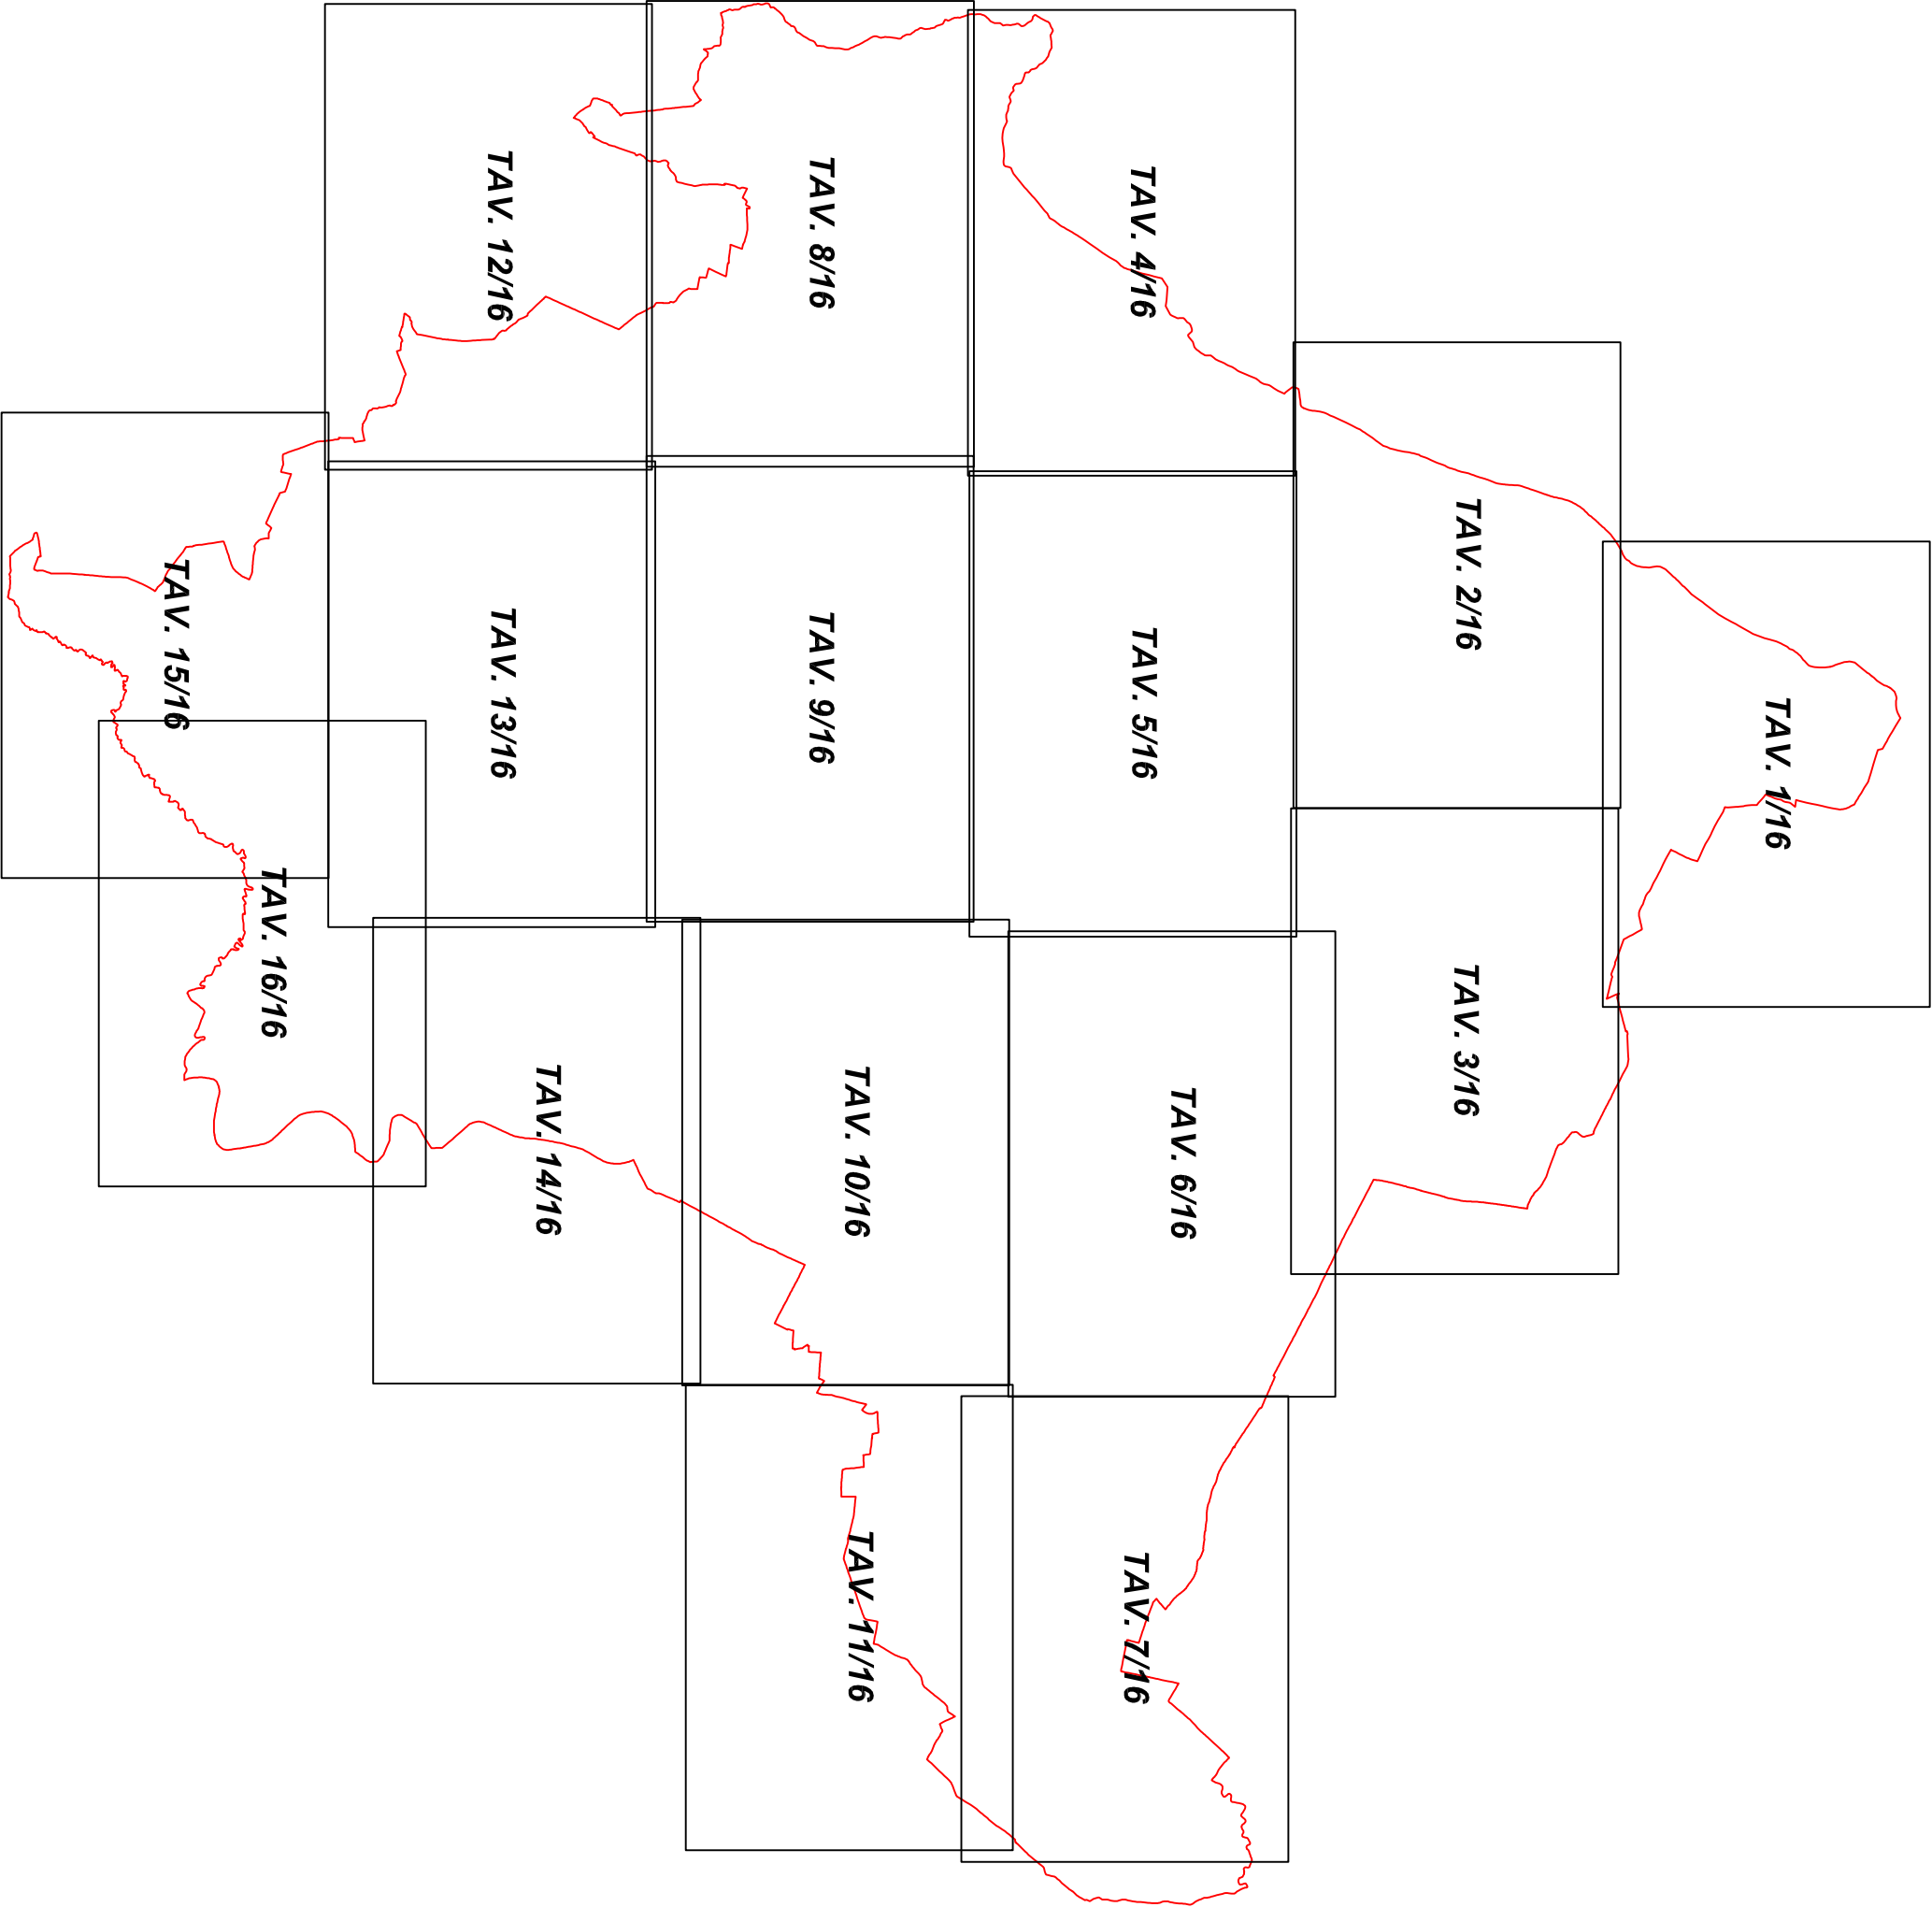 TAV. 1/16
TAV. 2/16
TAV. 3/16
TAV. 4/16
TAV. 5/16
TAV. 6/16
TAV. 7/16
TAV. 8/16
TAV. 9/16
TAV. 10/16
TAV. 11/16
TAV. 12/16
TAV. 13/16
TAV. 14/16
TAV. 15/16
TAV. 16/16